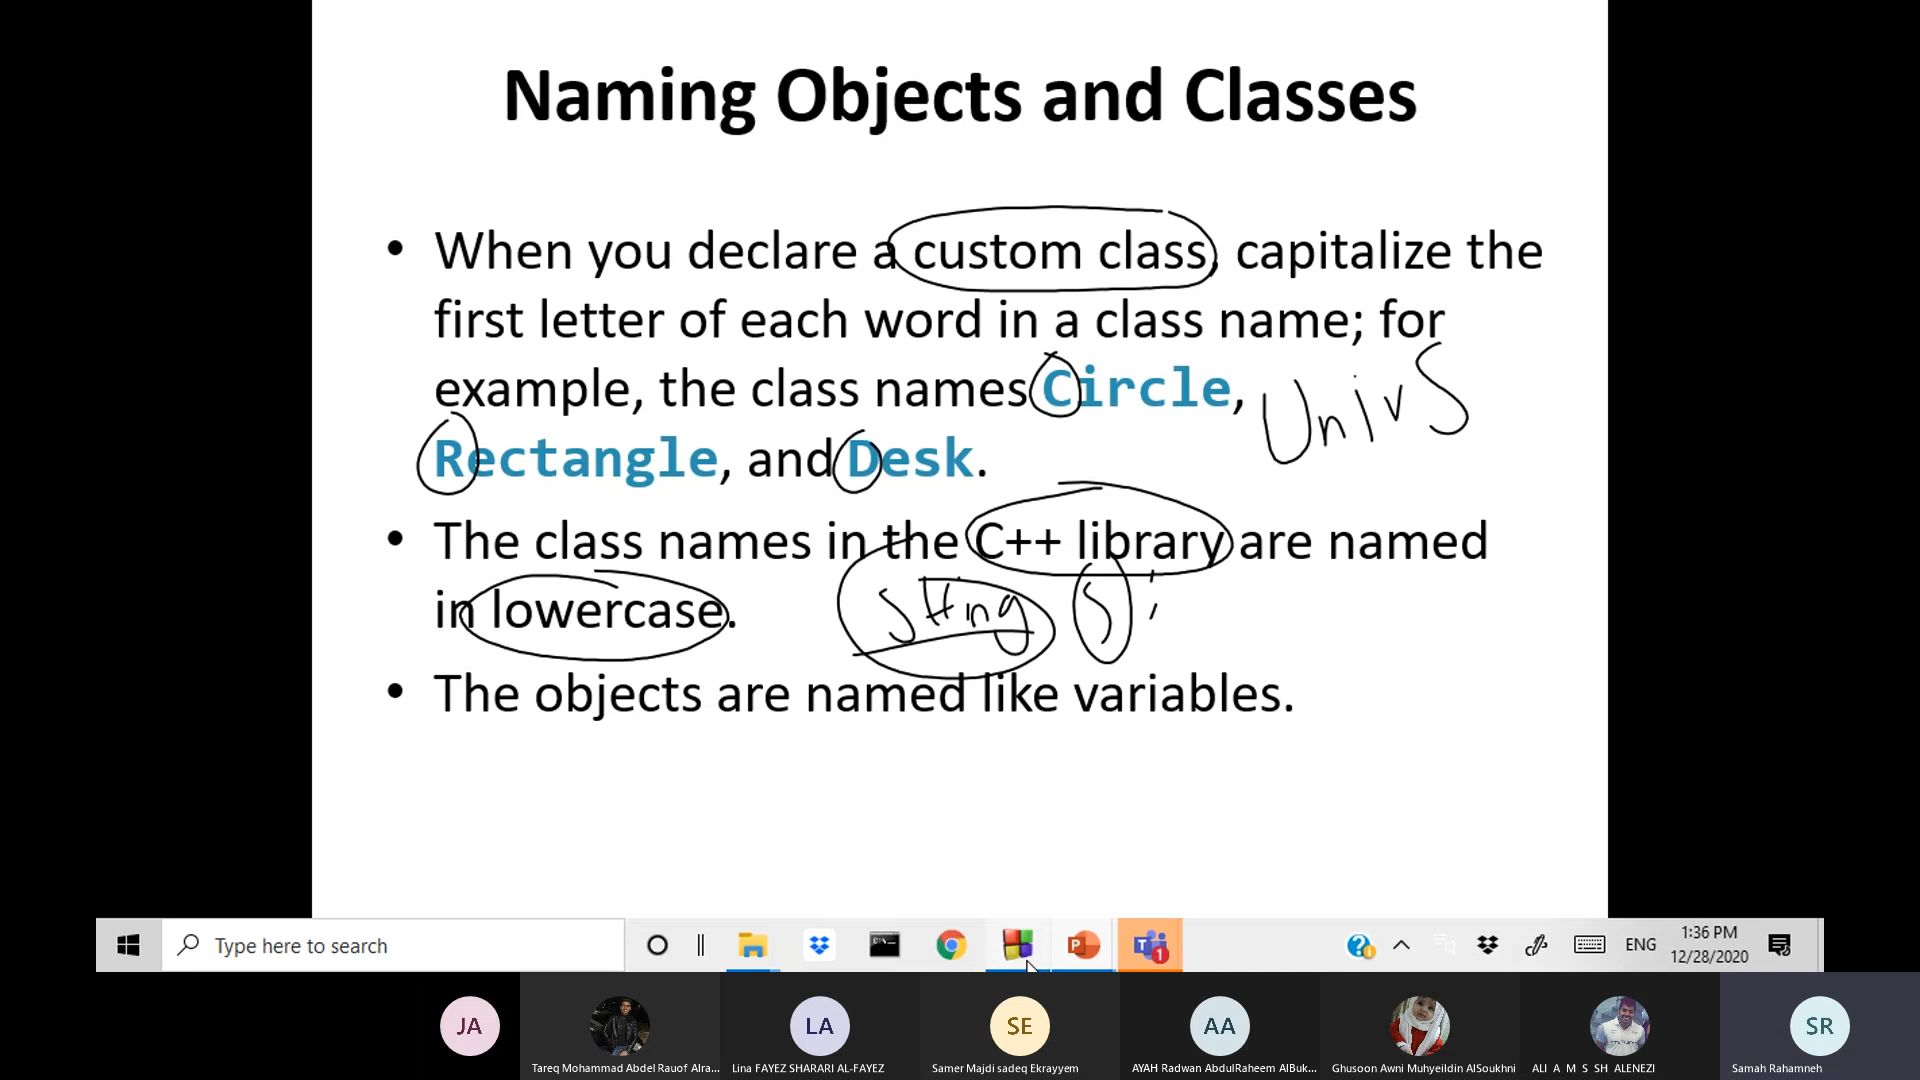 Naming Objects and Classes
• When you declare a custom class, capitalize the
first letter of each word in a class name; for
example, the class names Circle,
UnivS
Rectangle, and Desk.
• The class names in the C++ library are named
in lowercase.
String S;
• The objects are named like variables.
Type here to search
ENG
1:36 PM
12/28/2020
1
JA
LA
SE
AA
SR
Tareq Mohammad Abdel Rauof Alra...
Lina FAYEZ SHARARI AL-FAYEZ
Samer Majdi sadeq Ekrayyem
AYAH Radwan AbdulRaheem AlBuk...
Ghusoon Awni Muhyeildin AlSoukhni
ALI A M S SH ALENEZI
Samah Rahamneh